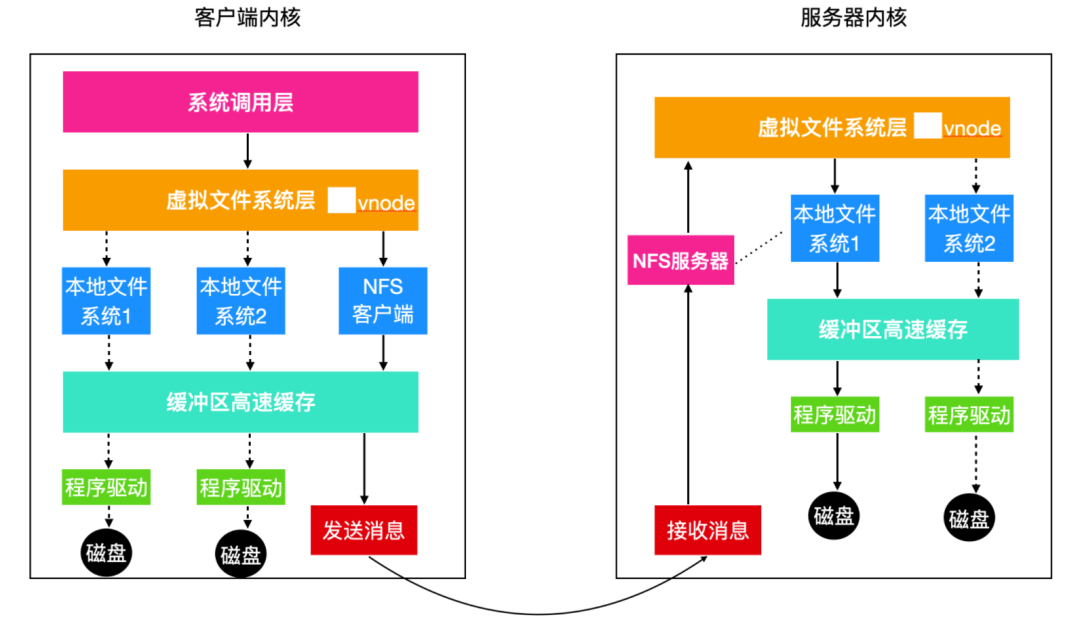 客户端内核
系统调用层
虚拟文件系统层 vnode
本地文件
系统1
本地文件
系统2
NFS
客户端
缓冲区高速缓存
程序驱动
程序驱动
发送消息
磁盘
磁盘
服务器内核
虚拟文件系统层 vnode
本地文件
系统1
本地文件
系统2
NFS服务器
缓冲区高速缓存
程序驱动
程序驱动
磁盘
磁盘
接收消息